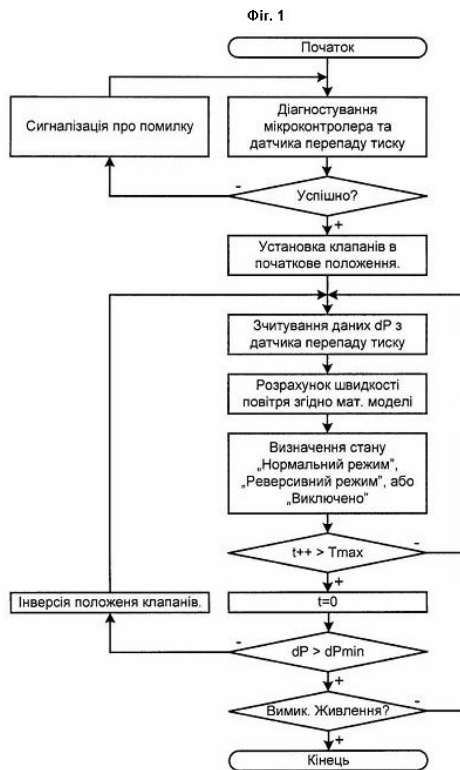 Фіг. 1
Початок
Діагностування
мікроконтролера та
датчика перепаду тиску
Сигналізація про помилку
-
Успішно?
+
Установка клапанів в
початкове положення.
Зчитування даних dP з
датчика перепаду тиску
Розрахунок швидкості
повітря згідно мат. моделі
Визначення стану
„Нормальний режим”,
„Реверсивний режим”, або
„Виключено”
t++ > Tmax
-
+
Інверсія положеня клапанів.
t=0
-
dP > dPmin
+
Вимик. Живлення?
-
+
Кінець